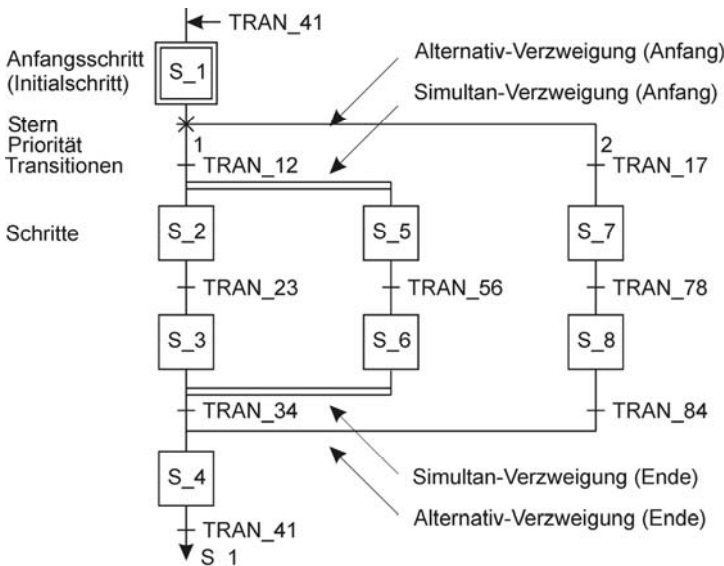 TRAN_41
Anfangsschritt
(Initialschritt)
S_1
Alternativ-Verzweigung (Anfang)
Simultan-Verzweigung (Anfang)
Stern
Priorität
1
2
Transitionen
TRAN_12
TRAN_17
Schritte
S_2
S_5
S_7
TRAN_23
TRAN_56
TRAN_78
S_3
S_6
S_8
TRAN_34
TRAN_84
S_4
Simultan-Verzweigung (Ende)
Alternativ-Verzweigung (Ende)
TRAN_41
S_1